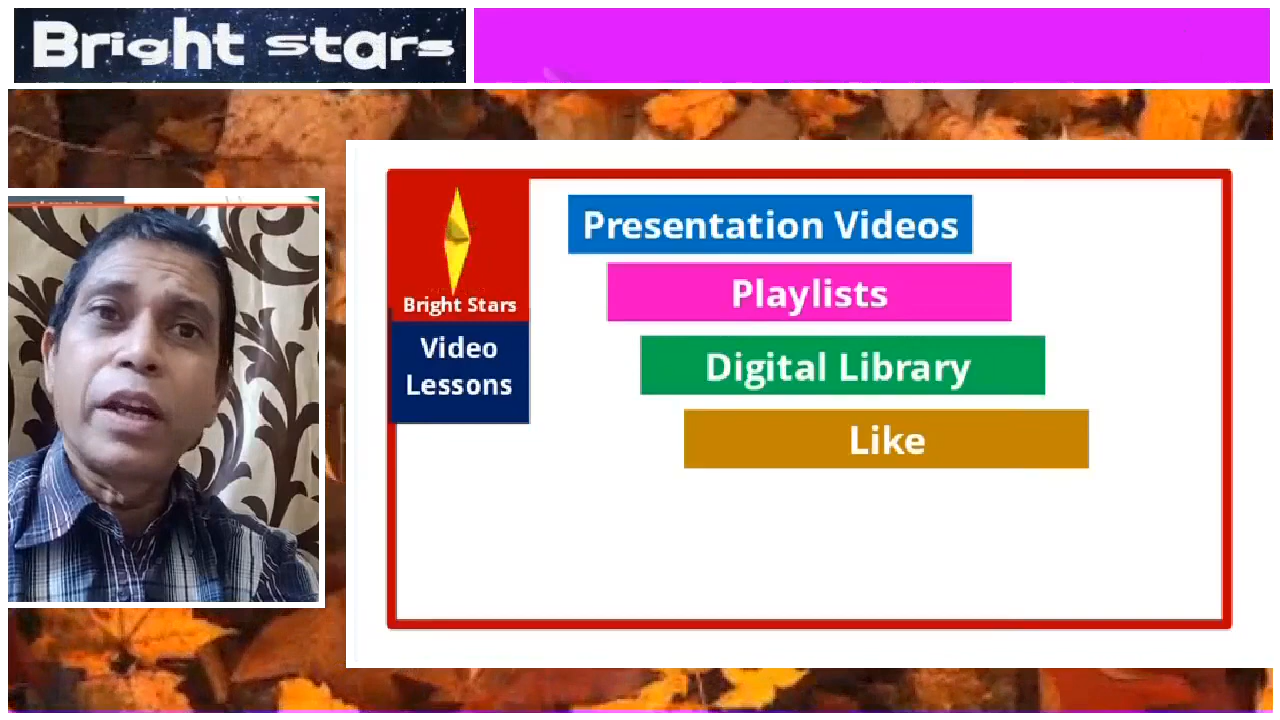 Bright stars
Presentation Videos
Playlists
Bright Stars
Video
Lessons
Digital Library
Like